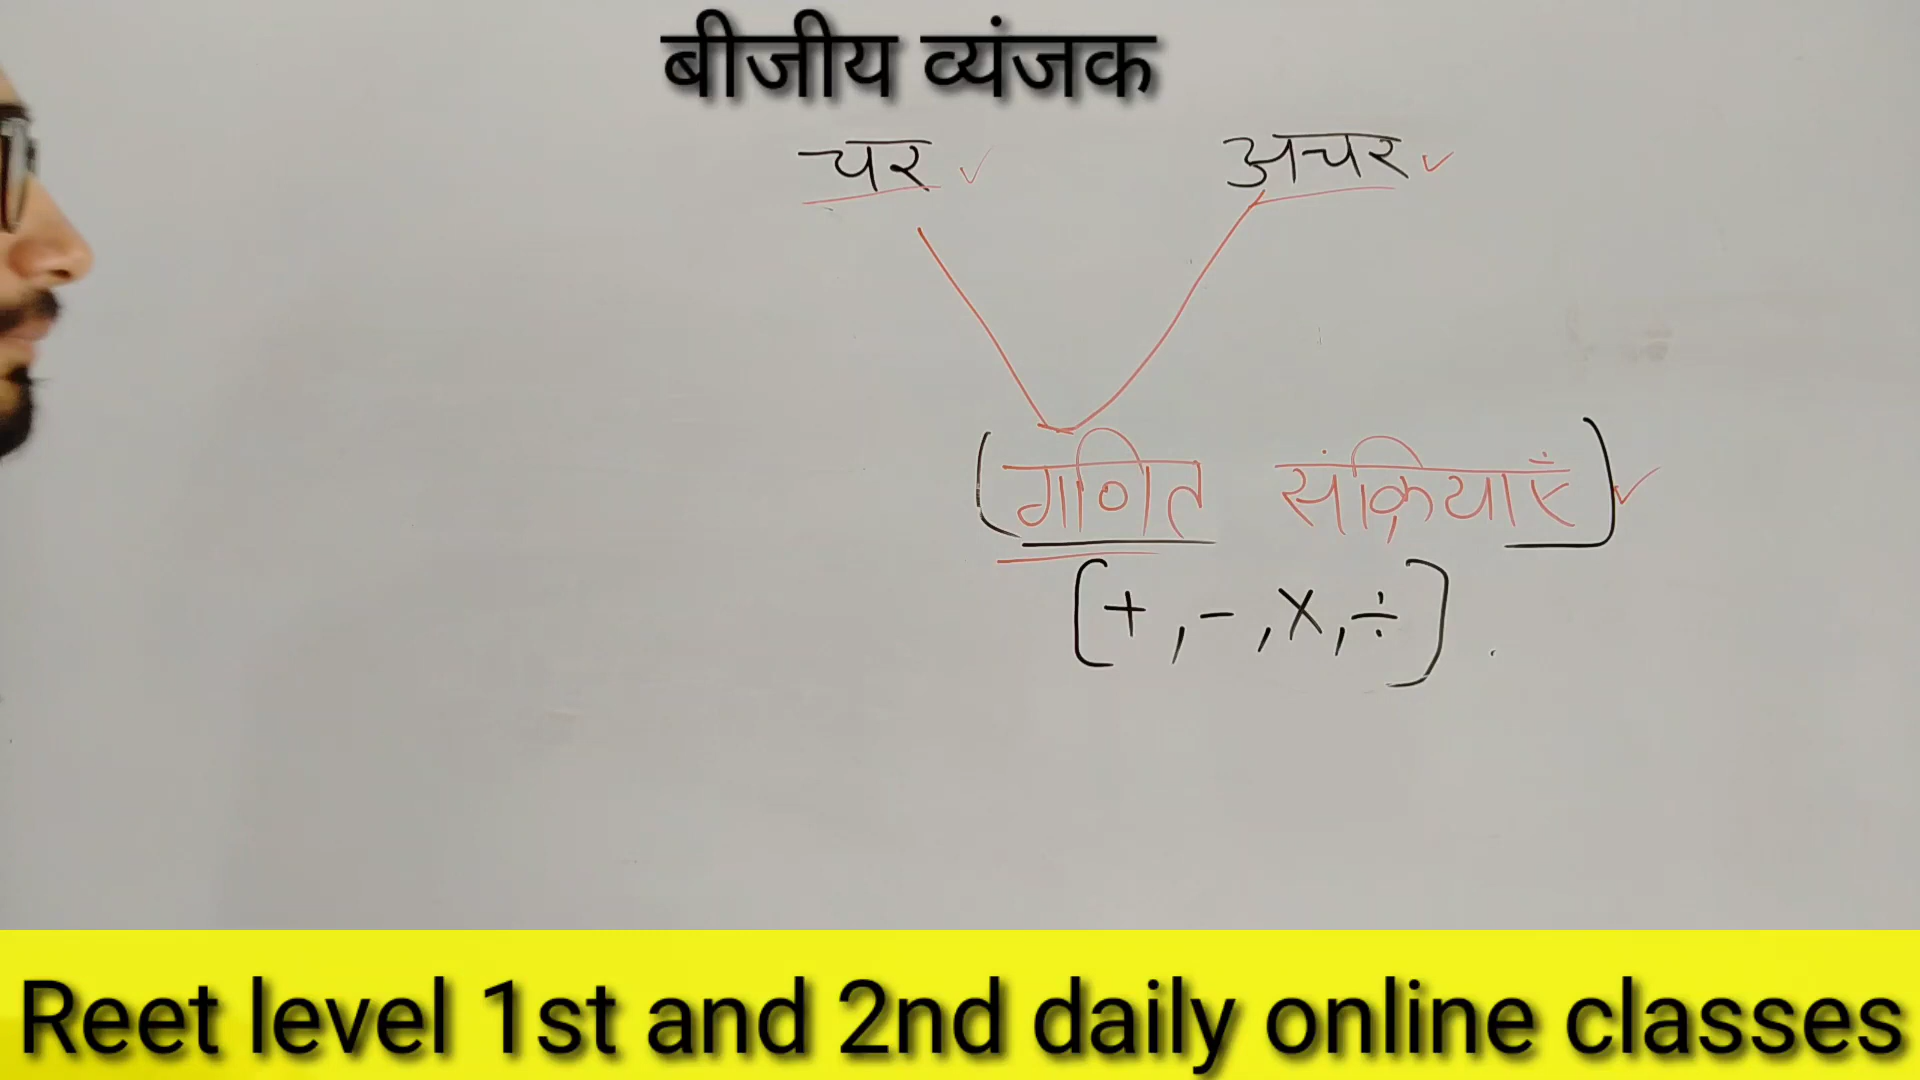 बीजीय व्यंजक
चर अचर
(गणित संक्रियाएँ)
[+, -, x, ÷]
Reet level 1st and 2nd daily online classes